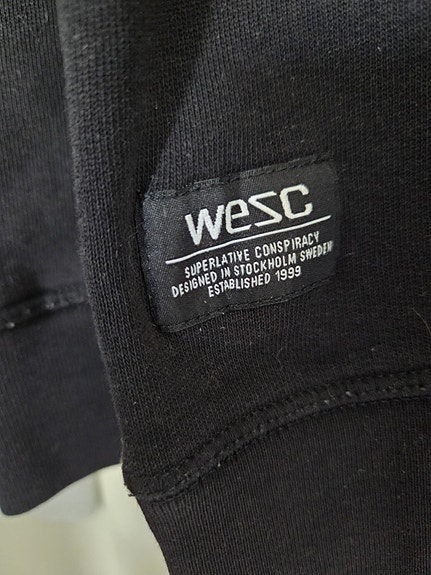 wesc
SUPERLATIVE CONSPIRACY
DESIGNED IN STOCKHOLM SWEDEN
ESTABLISHED 1999